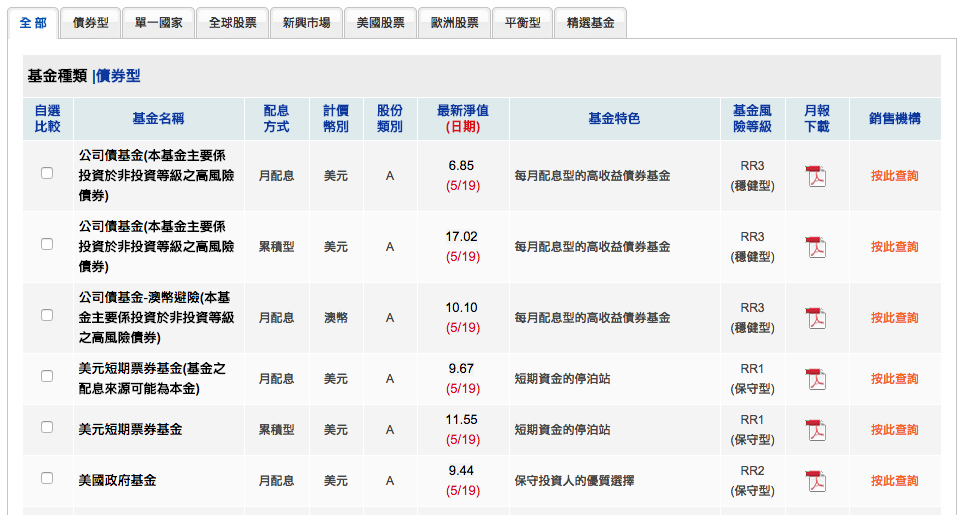 全部 債券型 單一國家 全球股票 新興市場 美國股票 歐洲股票 平衡型 精選基金
基金種類 |債券型
自選比較 基金名稱 配息方式 計價幣別 股份類別 最新淨值(日期) 基金特色 基金風險等級 月報下載 銷售機構
公司債基金(本基金主要係
投資於非投資等級之高風險
債券)
月配息 美元 A
6.85
(5/19)
每月配息型的高收益債券基金
RR3
(穩健型)
按此查詢
公司債基金(本基金主要係
投資於非投資等級之高風險
債券)
累積型 美元 A
17.02
(5/19)
每月配息型的高收益債券基金
RR3
(穩健型)
按此查詢
公司債基金-澳幣避險(本基
金主要係投資於非投資等級
之高風險債券)
月配息 澳幣 A
10.10
(5/19)
每月配息型的高收益債券基金
RR3
(穩健型)
按此查詢
美元短期票券基金(基金之
配息來源可能為本金)
月配息 美元 A
9.67
(5/19)
短期資金的停泊站
RR1
(保守型)
按此查詢
美元短期票券基金
累積型 美元 A
11.55
(5/19)
短期資金的停泊站
RR1
(保守型)
按此查詢
美國政府基金
月配息 美元 A
9.44
(5/19)
保守投資人的優質選擇
RR2
(保守型)
按此查詢